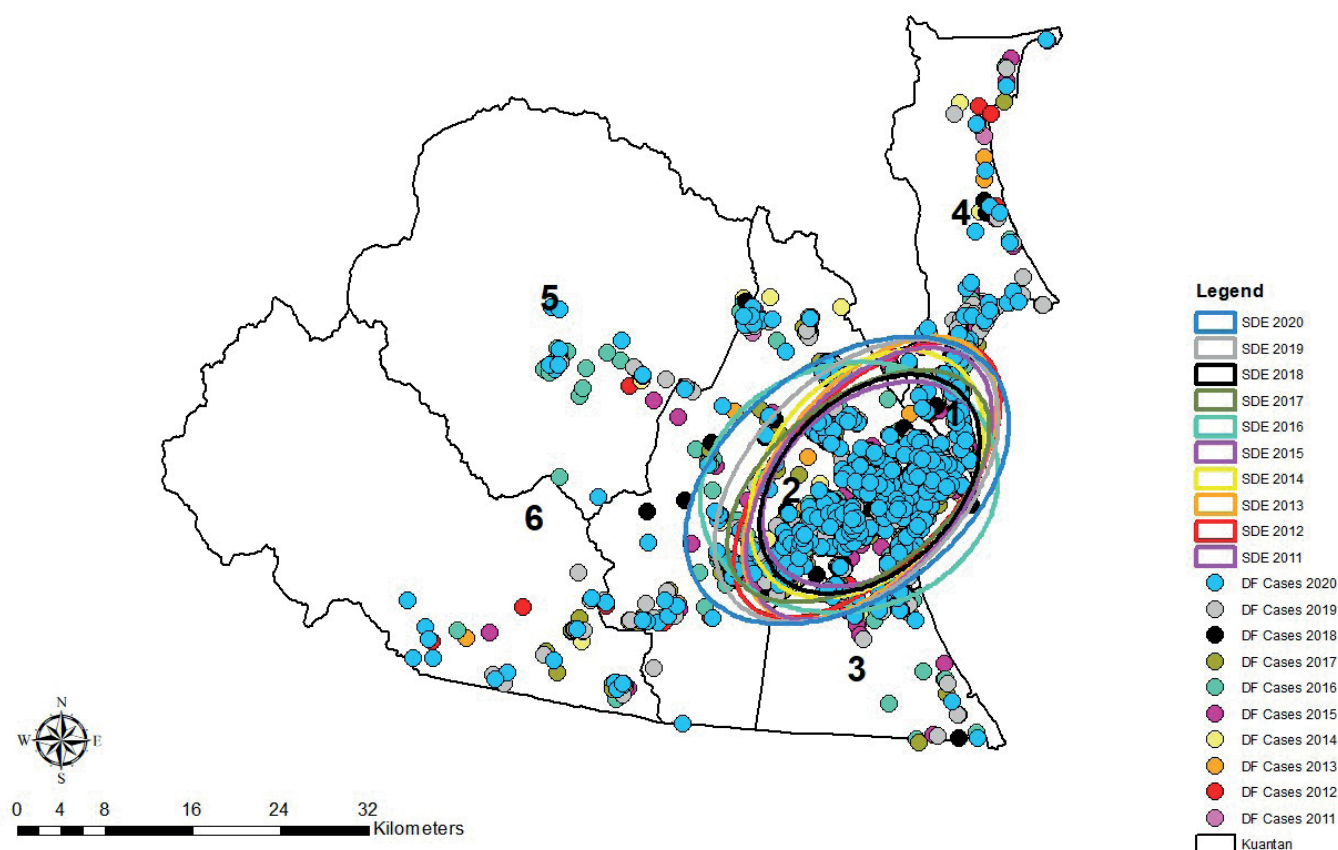 4
5
1
2
6
3
N
W E
S
0 4 8 16 24 32
Kilometers
Legend
SDE 2020
SDE 2019
SDE 2018
SDE 2017
SDE 2016
SDE 2015
SDE 2014
SDE 2013
SDE 2012
SDE 2011
DF Cases 2020
DF Cases 2019
DF Cases 2018
DF Cases 2017
DF Cases 2016
DF Cases 2015
DF Cases 2014
DF Cases 2013
DF Cases 2012
DF Cases 2011
Kuantan